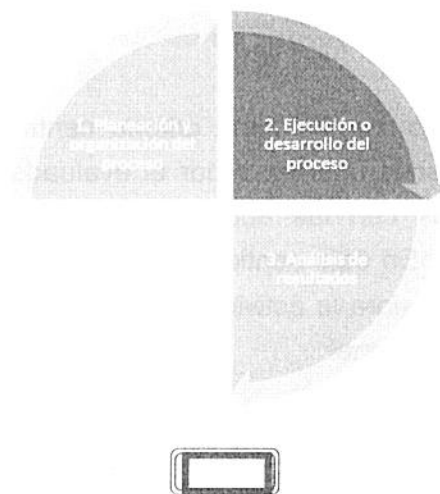 1. Planeación y
organización del
proceso
2. Ejecución o
desarrollo del
proceso
3. Análisis de
resultados